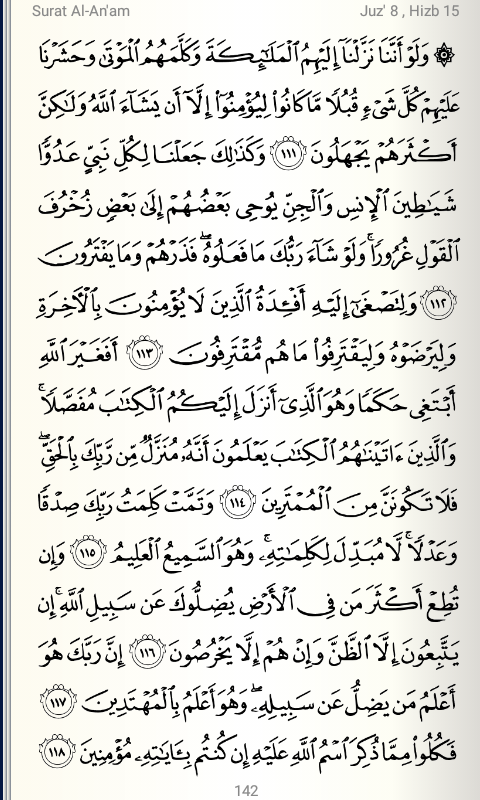 Surat Al-An'am
Juz' 8 , Hizb 15
۞ وَلَوْ أَنَّنَا نَزَّلْنَآ إِلَيْهِمُ ٱلْمَلَٰٓئِكَةَ وَكَلَّمَهُمُ ٱلْمَوْتَىٰ وَحَشَرْنَا
عَلَيْهِمْ كُلَّ شَىْءٍ قُبُلًا مَّا كَانُوا۟ لِيُؤْمِنُوٓا۟ إِلَّآ أَن يَشَآءَ ٱللَّهُ وَلَٰكِنَّ
أَكْثَرَهُمْ يَجْهَلُونَ ١١١ وَكَذَٰلِكَ جَعَلْنَا لِكُلِّ نَبِىٍّ عَدُوًّا
شَيَٰطِينَ ٱلْإِنسِ وَٱلْجِنِّ يُوحِى بَعْضُهُمْ إِلَىٰ بَعْضٍ زُخْرُفَ
ٱلْقَوْلِ غُرُورًا ۚ وَلَوْ شَآءَ رَبُّكَ مَا فَعَلُوهُ ۖ فَذَرْهُمْ وَمَا يَفْتَرُونَ
١١٢ وَلِتَصْغَىٰٓ إِلَيْهِ أَفْـِٔدَةُ ٱلَّذِينَ لَا يُؤْمِنُونَ بِٱلْءَاخِرَةِ
وَلِيَرْضَوْهُ وَلِيَقْتَرِفُوا۟ مَا هُم مُّقْتَرِفُونَ ١١٣ أَفَغَيْرَ ٱللَّهِ
أَبْتَغِى حَكَمًا وَهُوَ ٱلَّذِىٓ أَنزَلَ إِلَيْكُمُ ٱلْكِتَٰبَ مُفَصَّلًا ۚ
وَٱلَّذِينَ ءَاتَيْنَٰهُمُ ٱلْكِتَٰبَ يَعْلَمُونَ أَنَّهُۥ مُنَزَّلٌ مِّن رَّبِّكَ بِٱلْحَقِّ ۖ
فَلَا تَكُونَنَّ مِنَ ٱلْمُمْتَرِينَ ١١٤ وَتَمَّتْ كَلِمَتُ رَبِّكَ صِدْقًا
وَعَدْلًا ۚ لَّا مُبَدِّلَ لِكَلِمَٰتِهِۦ ۚ وَهُوَ ٱلسَّمِيعُ ٱلْعَلِيمُ ١١٥ وَإِن
تُطِعْ أَكْثَرَ مَن فِى ٱلْأَرْضِ يُضِلُّوكَ عَن سَبِيلِ ٱللَّهِ ۚ إِن
يَتَّبِعُونَ إِلَّا ٱلظَّنَّ وَإِنْ هُمْ إِلَّا يَخْرُصُونَ ١١٦ إِنَّ رَبَّكَ هُوَ
أَعْلَمُ مَن يَضِلُّ عَن سَبِيلِهِۦ ۖ وَهُوَ أَعْلَمُ بِٱلْمُهْتَدِينَ ١١٧
فَكُلُوا۟ مِمَّا ذُكِرَ ٱسْمُ ٱللَّهِ عَلَيْهِ إِن كُنتُم بِـَٔايَٰتِهِۦ مُؤْمِنِينَ ١١٨
142